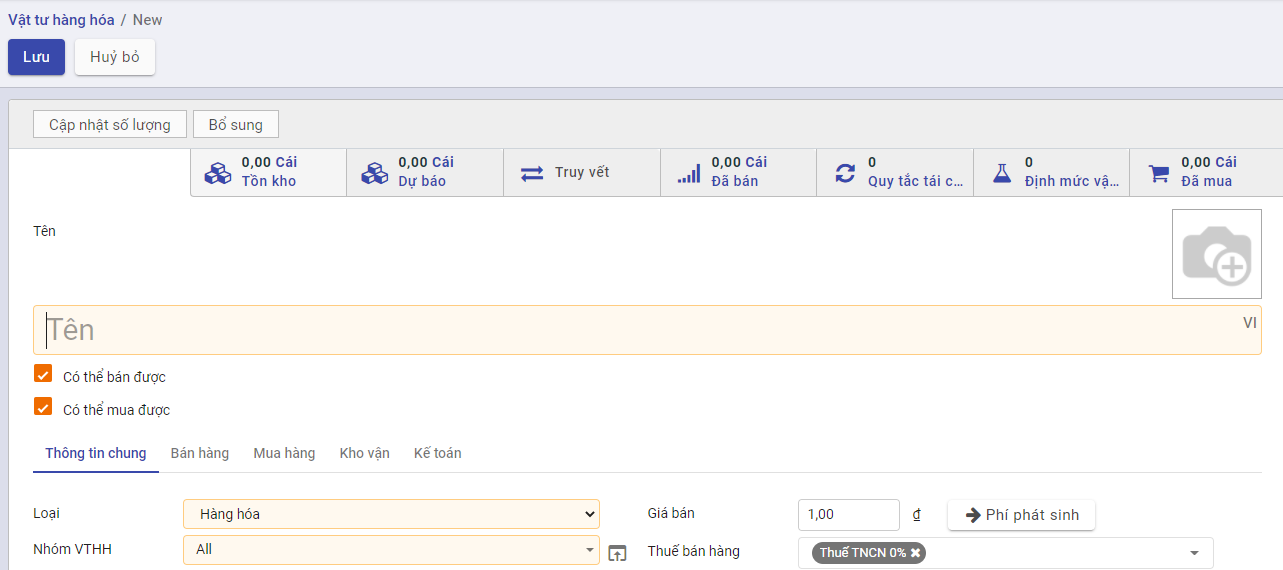 Vật tư hàng hóa / New
Lưu Huỷ bỏ
Cập nhật số lượng Bổ sung
0,00 Cái
Tồn kho
0,00 Cái
Dự báo
Truy vết
0,00 Cái
Đã bán
0
Quy tắc tái c...
0
Định mức vậ...
0,00 Cái
Đã mua
Tên
Tên VI
Có thể bán được
Có thể mua được
Thông tin chung Bán hàng Mua hàng Kho vận Kế toán
Loại Hàng hóa Giá bán 1,00 ₫ Phí phát sinh
Nhóm VTHH All Thuế bán hàng Thuế TNCN 0%